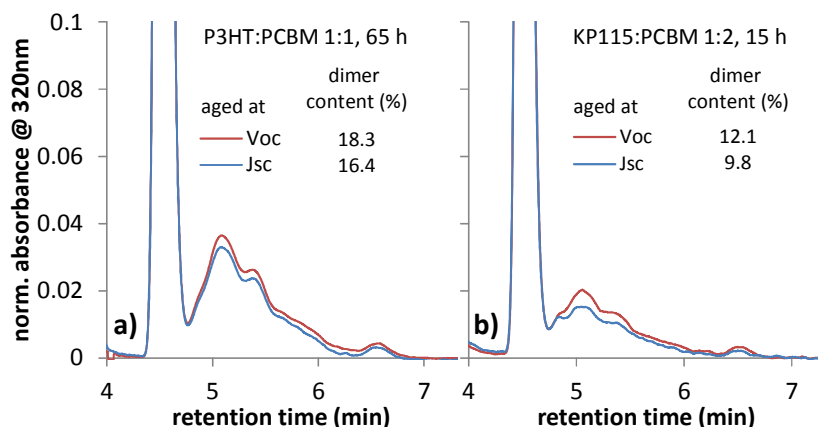 P3HT:PCBM 1:1, 65 h
aged at
dimer
content (%)
Voc 18.3
Jsc 16.4
a)
KP115:PCBM 1:2, 15 h
aged at
dimer
content (%)
Voc 12.1
Jsc 9.8
b)
norm. absorbance @ 320nm
0.1
0.08
0.06
0.04
0.02
0
4 5 6 7
4 5 6 7
retention time (min)
retention time (min)